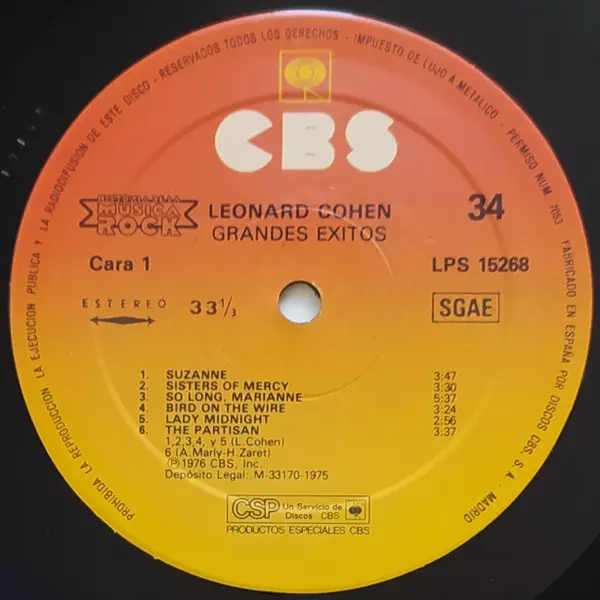 PROHIBIDA LA REPRODUCCION, LA EJECUCION PUBLICA Y LA RADIODIFUSION DE ESTE DISCO - RESERVADOS TODOS LOS DERECHOS - IMPUESTO DE LUJO A METALICO - PERMISO NUM. 7053 FABRICADO EN ESPAÑA POR DISCOS CBS, S. A. - MADRID
CBS
HISTORIA DE LA
MUSICA
ROCK
LEONARD COHEN
34
GRANDES EXITOS
Cara 1
LPS 15268
ESTEREO
33 1/3
SGAE
1. SUZANNE 3:47
2. SISTERS OF MERCY 3:30
3. SO LONG, MARIANNE 5:37
4. BIRD ON THE WIRE 3:24
5. LADY MIDNIGHT 2:56
6. THE PARTISAN 3:37
1,2,3,4, y 5 (L.Cohen)
6 (A.Marly-H.Zaret)
Ⓟ1976 CBS, Inc.
Depósito Legal: M-33170-1975
CSP Un Servicio de
Discos CBS
PRODUCTOS ESPECIALES CBS